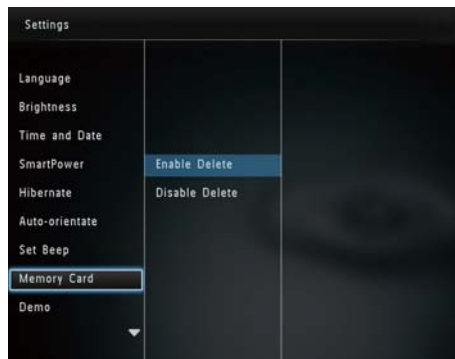 Settings
Language
Brightness
Time and Date
SmartPower
Enable Delete
Hibernate
Disable Delete
Auto-orientate
Set Beep
Memory Card
Demo